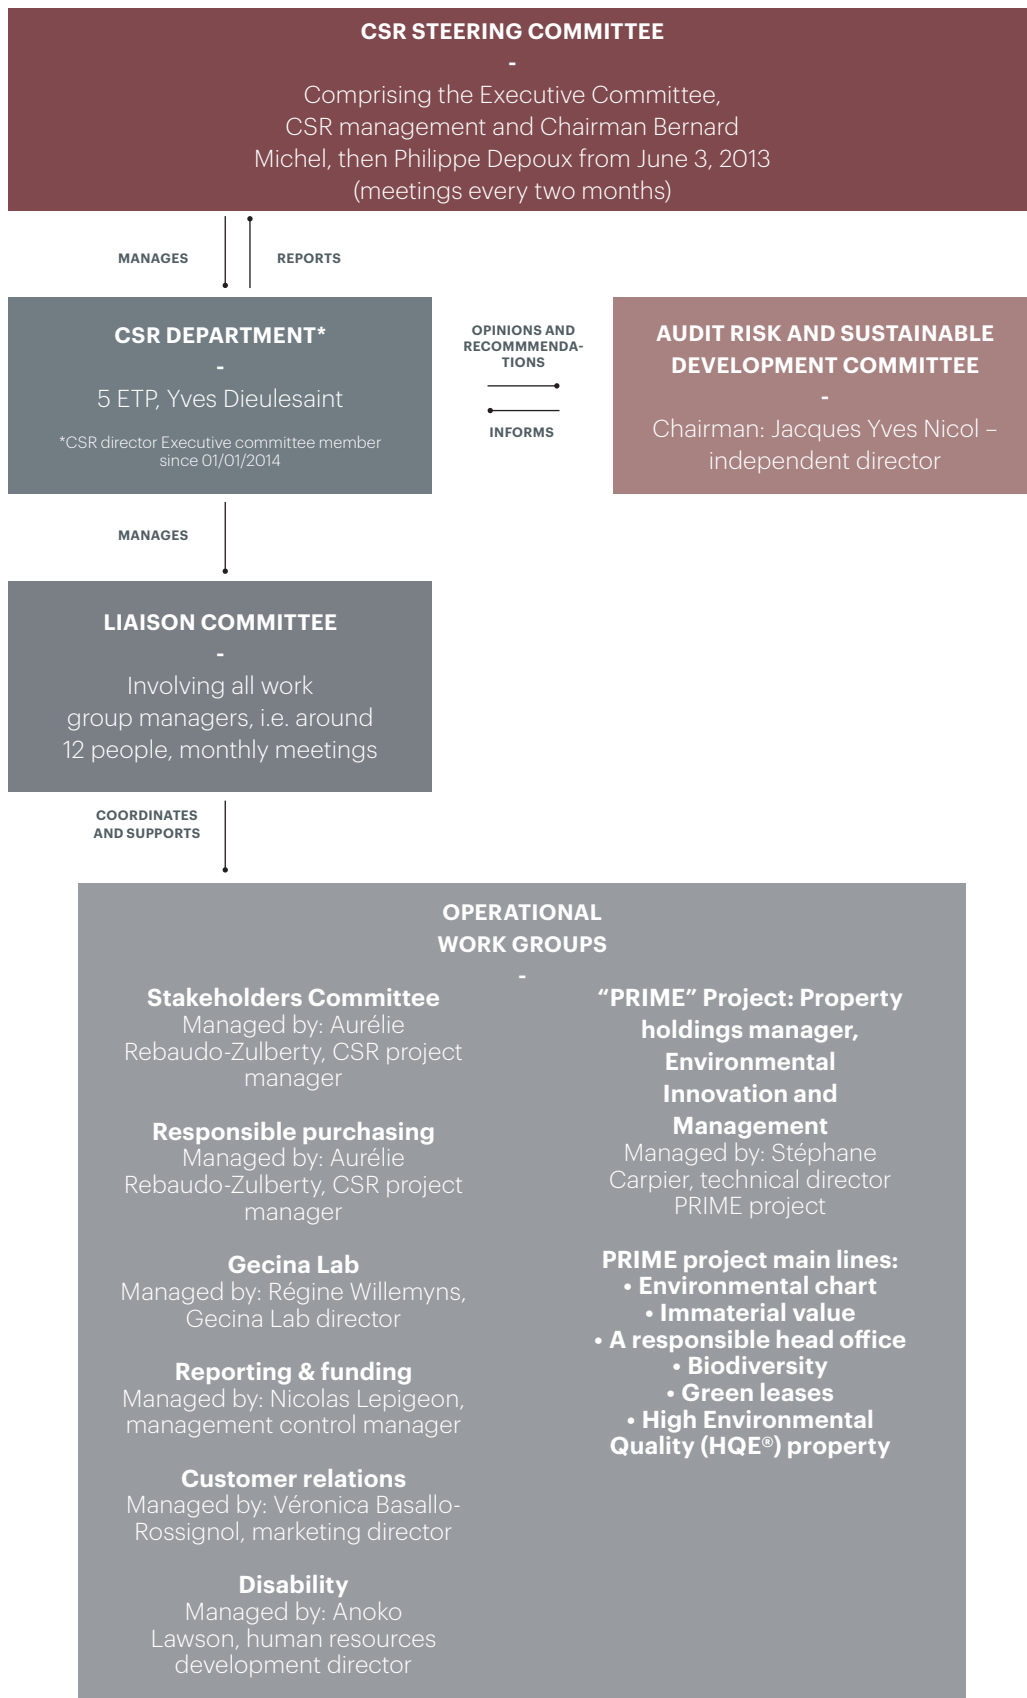 CSR STEERING COMMITTEE
-
Comprising the Executive Committee,
CSR management and Chairman Bernard
Michel, then Philippe Depoux from June 3, 2013
(meetings every two months)
MANAGES
REPORTS
CSR DEPARTMENT*
-
5 ETP, Yves Dieulesaint
*CSR director Executive committee member
since 01/01/2014
OPINIONS AND
RECOMMMENDA-
TIONS
INFORMS
AUDIT RISK AND SUSTAINABLE
DEVELOPMENT COMMITTEE
-
Chairman: Jacques Yves Nicol –
independent director
MANAGES
LIAISON COMMITTEE
-
Involving all work
group managers, i.e. around
12 people, monthly meetings
COORDINATES
AND SUPPORTS
OPERATIONAL
WORK GROUPS
-
Stakeholders Committee
Managed by: Aurélie
Rebaudo-Zulberty, CSR project
manager
Responsible purchasing
Managed by: Aurélie
Rebaudo-Zulberty, CSR project
manager
Gecina Lab
Managed by: Régine Willemyns,
Gecina Lab director
Reporting & funding
Managed by: Nicolas Lepigeon,
management control manager
Customer relations
Managed by: Véronica Basallo-
Rossignol, marketing director
Disability
Managed by: Anoko
Lawson, human resources
development director
“PRIME” Project: Property
holdings manager,
Environmental
Innovation and
Management
Managed by: Stéphane
Carpier, technical director
PRIME project
PRIME project main lines:
• Environmental chart
• Immaterial value
• A responsible head office
• Biodiversity
• Green leases
• High Environmental
Quality (HQE®) property